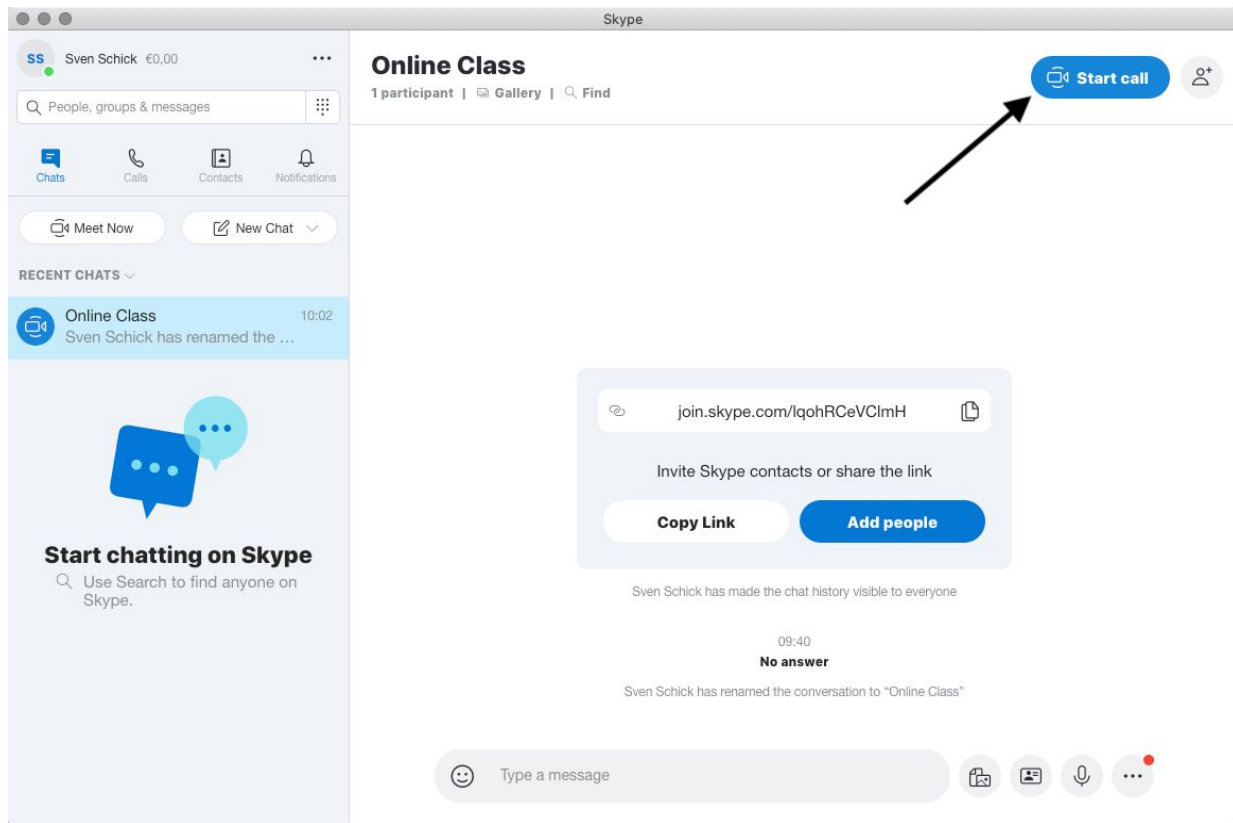 Skype
SS Sven Schick €0,00
People, groups & messages
Chats Calls Contacts Notifications
Meet Now New Chat
RECENT CHATS
Online Class 10:02
Sven Schick has renamed the …
Start chatting on Skype
Use Search to find anyone on
Skype.
Online Class
1 participant | Gallery | Find
Start call
join.skype.com/lqohRCeVClmH
Invite Skype contacts or share the link
Copy Link Add people
Sven Schick has made the chat history visible to everyone
09:40
No answer
Sven Schick has renamed the conversation to “Online Class”
Type a message